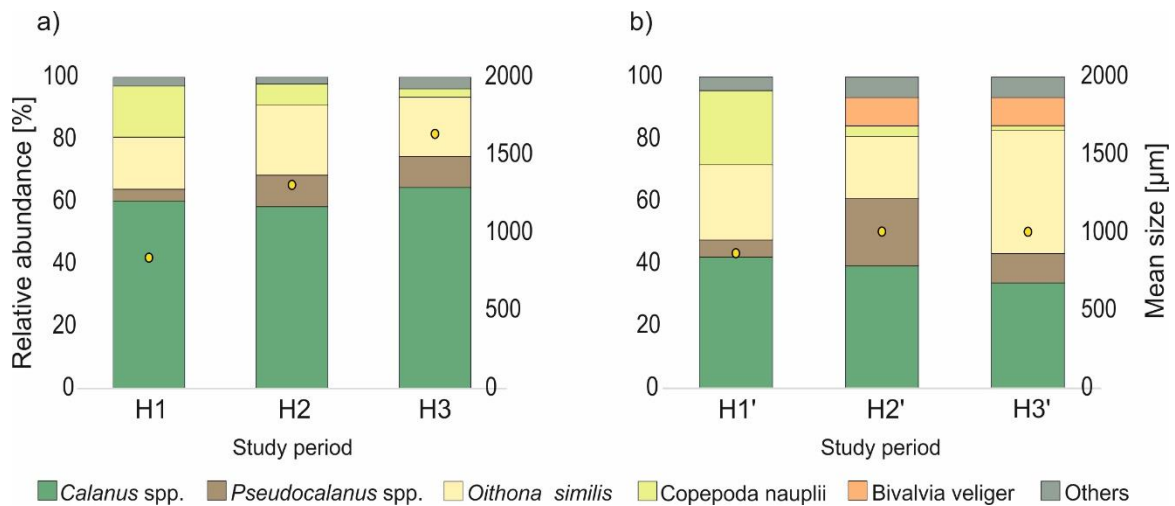 a)
b)
Relative abundance [%]
100
80
60
40
20
0
2000
1500
1000
500
0
H1 H2 H3
Study period
100
80
60
40
20
0
2000
1500
1000
500
0
Mean size [µm]
H1' H2' H3'
Study period
Calanus spp. Pseudocalanus spp. Oithona similis Copepoda nauplii Bivalvia veliger Others